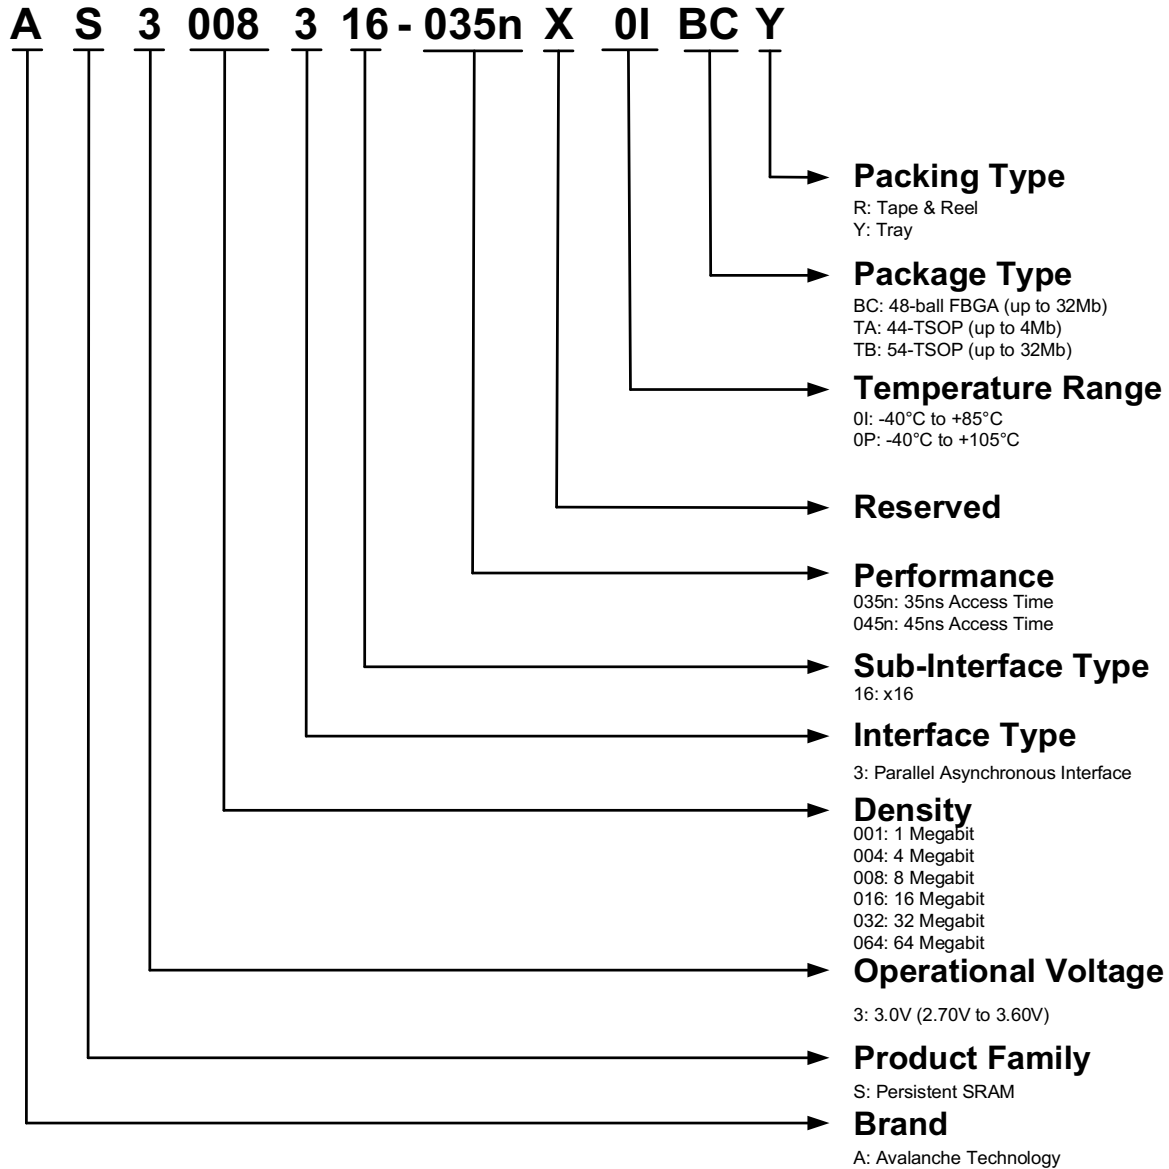 A S 3 008 3 16 - 035n X 0I BC Y
Packing Type
R: Tape & Reel
Y: Tray
Package Type
BC: 48-ball FBGA (up to 32Mb)
TA: 44-TSOP (up to 4Mb)
TB: 54-TSOP (up to 32Mb)
Temperature Range
0I: -40°C to +85°C
0P: -40°C to +105°C
Reserved
Performance
035n: 35ns Access Time
045n: 45ns Access Time
Sub-Interface Type
16: x16
Interface Type
3: Parallel Asynchronous Interface
Density
001: 1 Megabit
004: 4 Megabit
008: 8 Megabit
016: 16 Megabit
032: 32 Megabit
064: 64 Megabit
Operational Voltage
3: 3.0V (2.70V to 3.60V)
Product Family
S: Persistent SRAM
Brand
A: Avalanche Technology